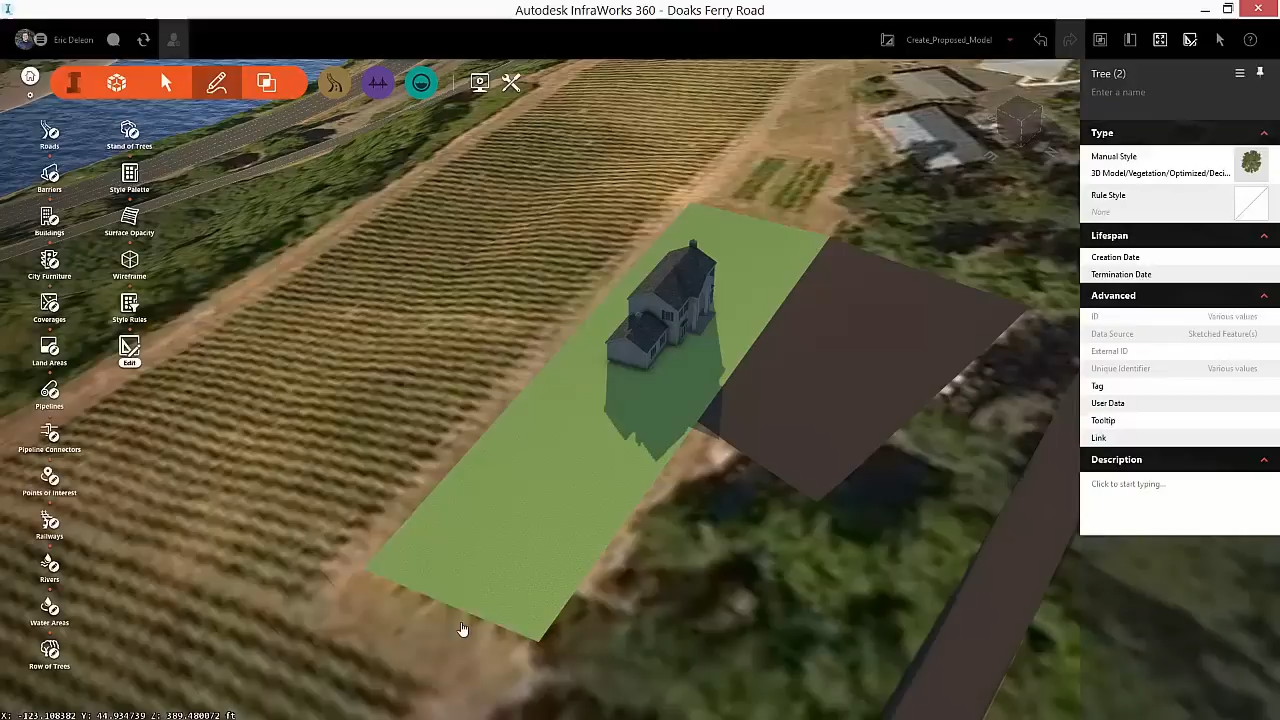 Autodesk InfraWorks 360 - Doaks Ferry Road
Eric Deleon
Create_Proposed_Model
Roads
Stand of Trees
Barriers
Style Palette
Buildings
Surface Opacity
City Furniture
Wireframe
Coverages
Style Rules
Land Areas
Edit
Pipelines
Pipeline Connectors
Points of Interest
Railways
Rivers
Water Areas
Row of Trees
Tree (2)
Enter a name
Type
Manual Style
3D Model/Vegetation/Optimized/Deci...
Rule Style
None
Lifespan
Creation Date
Termination Date
Advanced
ID Various values
Data Source Sketched Feature(s)
External ID
Unique Identifier Various values
Tag
User Data
Tooltip
Link
Description
Click to start typing...
X: -123.108382 Y: 44.934739 Z: 389.480072 ft